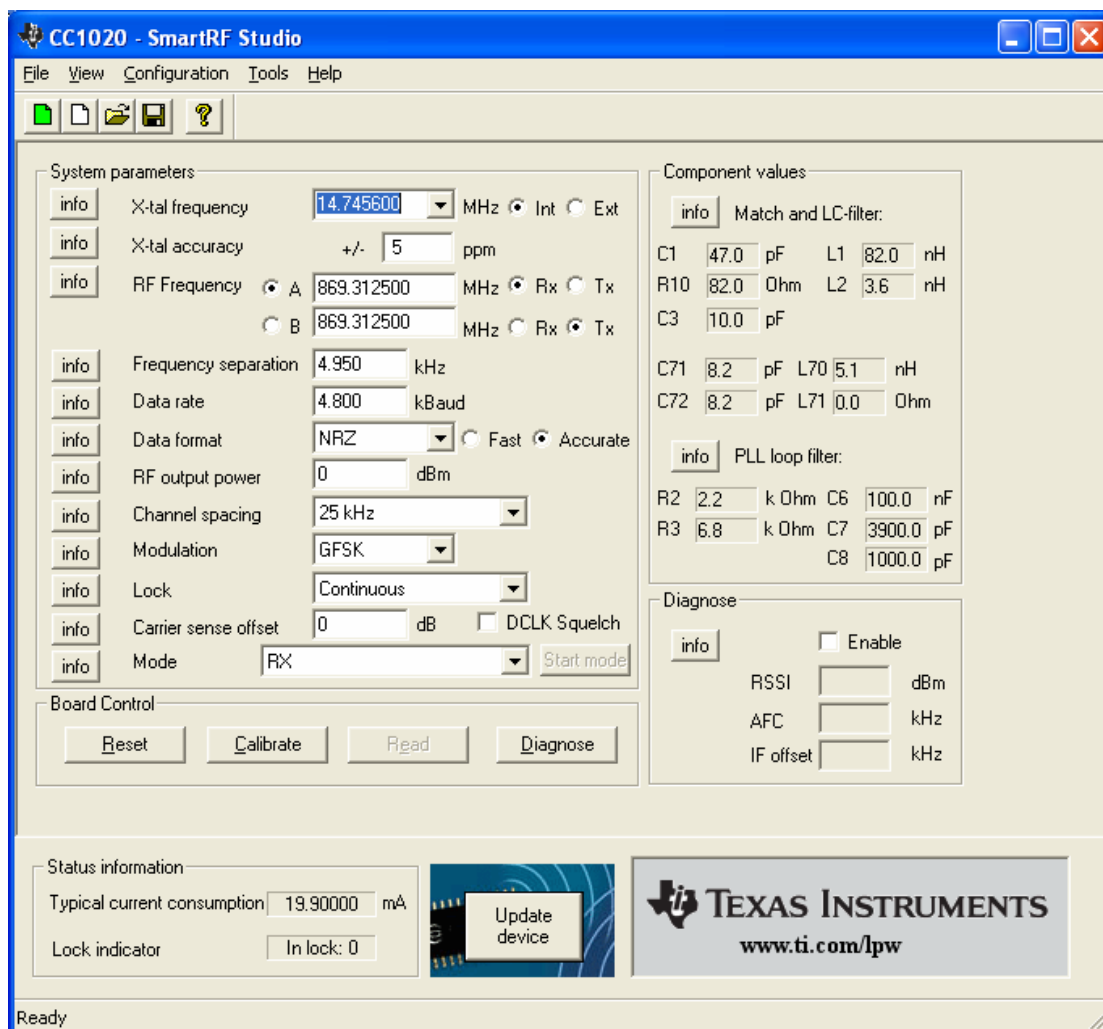 CC1020 - SmartRF Studio
File View Configuration Tools Help
System parameters
info X-tal frequency 14.745600 MHz Int Ext
info X-tal accuracy +/- 5 ppm
info RF Frequency A 869.312500 MHz Rx Tx
B 869.312500 MHz Rx Tx
info Frequency separation 4.950 kHz
info Data rate 4.800 kBaud
info Data format NRZ Fast Accurate
info RF output power 0 dBm
info Channel spacing 25 kHz
info Modulation GFSK
info Lock Continuous
info Carrier sense offset 0 dB DCLK Squelch
info Mode RX Start mode
Board Control
Reset Calibrate Read Diagnose
Component values
info Match and LC-filter:
C1 47.0 pF L1 82.0 nH
R10 82.0 Ohm L2 3.6 nH
C3 10.0 pF
C71 8.2 pF L70 5.1 nH
C72 8.2 pF L71 0.0 Ohm
info PLL loop filter:
R2 2.2 k Ohm C6 100.0 nF
R3 6.8 k Ohm C7 3900.0 pF
C8 1000.0 pF
Diagnose
info Enable
RSSI dBm
AFC kHz
IF offset kHz
Status information
Typical current consumption 19.90000 mA
Lock indicator In lock: 0
Update
device
TEXAS INSTRUMENTS
www.ti.com/lpw
Ready